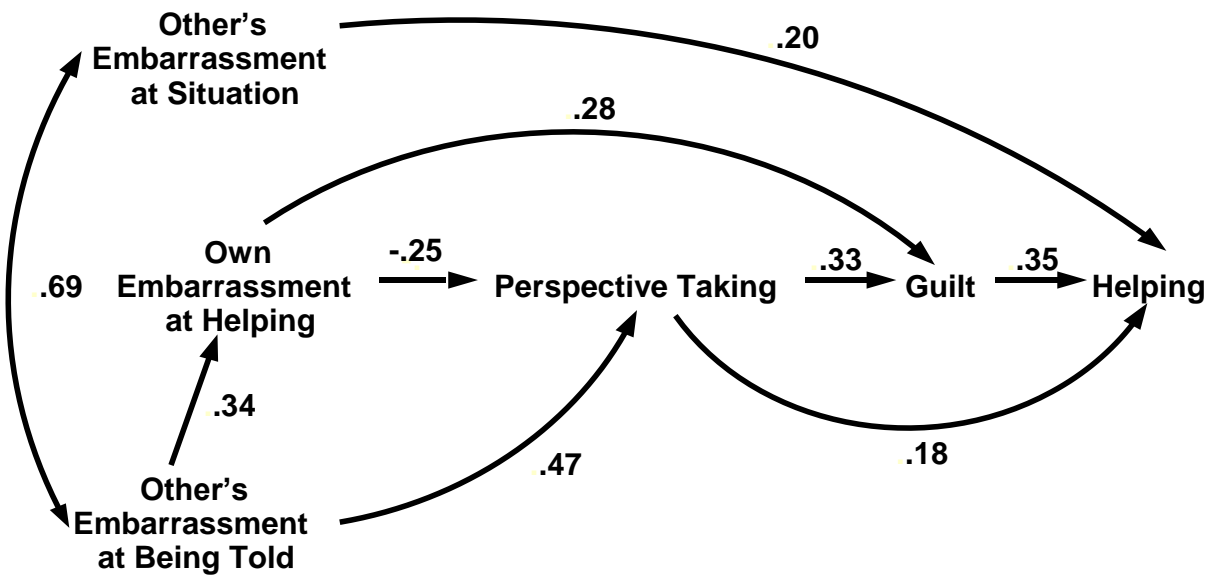 Other's
Embarrassment
at Situation
.20
.28
Own
Embarrassment
at Helping
-.25
Perspective Taking
.33
Guilt
.35
Helping
.69
.34
.47
.18
Other's
Embarrassment
at Being Told